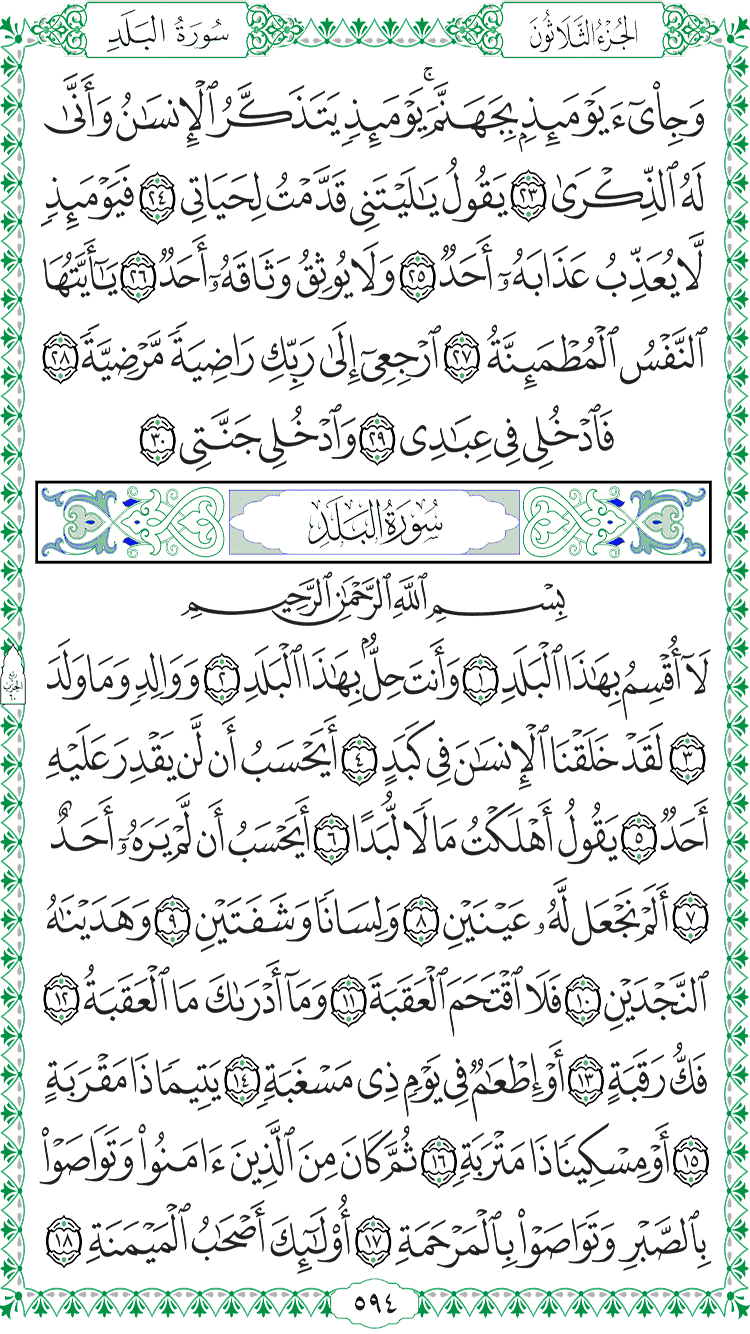 الجُزْءُ الثَّلَاثُونَ
سُورَةُ البَلَدِ
وَجِا۟يٓءَ يَوْمَئِذِۭ بِجَهَنَّمَۚ يَوْمَئِذٖ يَتَذَكَّرُ ٱلْإِنسَٰنُ وَأَنَّىٰ
لَهُ ٱلذِّكْرَىٰ ٢٣ يَقُولُ يَٰلَيْتَنِي قَدَّمْتُ لِحَيَاتِي ٢٤ فَيَوْمَئِذٖ
لَّا يُعَذِّبُ عَذَابَهُۥٓ أَحَدٞ ٢٥ وَلَا يُوثِقُ وَثَاقَهُۥٓ أَحَدٞ ٢٦ يَٰٓأَيَّتُهَا
ٱلنَّفْسُ ٱلْمُطْمَئِنَّةُ ٢٧ ٱرْجِعِيٓ إِلَىٰ رَبِّكِ رَاضِيَةٗ مَّرْضِيَّةٗ ٢٨
فَٱدْخُلِي فِي عِبَٰدِي ٢٩ وَٱدْخُلِي جَنَّتِي ٣٠
سُورَةُ البَلَدِ
بِسْمِ ٱللَّهِ ٱلرَّحْمَٰنِ ٱلرَّحِيمِ
لَآ أُقْسِمُ بِهَٰذَا ٱلْبَلَدِ ١ وَأَنتَ حِلُّۢ بِهَٰذَا ٱلْبَلَدِ ٢ وَوَالِدٖ وَمَا وَلَدَ
ربع الحزب ٦٠
٣ لَقَدْ خَلَقْنَا ٱلْإِنسَٰنَ فِي كَبَدٍ ٤ أَيَحْسَبُ أَن لَّن يَقْدِرَ عَلَيْهِ
أَحَدٞ ٥ يَقُولُ أَهْلَكْتُ مَالٗا لُّبَدًا ٦ أَيَحْسَبُ أَن لَّمْ يَرَهُۥٓ أَحَدٌ
٧ أَلَمْ نَجْعَل لَّهُۥ عَيْنَيْنِ ٨ وَلِسَانٗا وَشَفَتَيْنِ ٩ وَهَدَيْنَٰهُ
ٱلنَّجْدَيْنِ ١٠ فَلَا ٱقْتَحَمَ ٱلْعَقَبَةَ ١١ وَمَآ أَدْرَىٰكَ مَا ٱلْعَقَبَةُ ١٢
فَكُّ رَقَبَةٍ ١٣ أَوْ إِطْعَٰمٞ فِي يَوْمٖ ذِي مَسْغَبَةٖ ١٤ يَتِيمٗا ذَا مَقْرَبَةٍ
١٥ أَوْ مِسْكِينٗا ذَا مَتْرَبَةٖ ١٦ ثُمَّ كَانَ مِنَ ٱلَّذِينَ ءَامَنُوا۟ وَتَوَاصَوْا۟
بِٱلصَّبْرِ وَتَوَاصَوْا۟ بِٱلْمَرْحَمَةِ ١٧ أُو۟لَٰٓئِكَ أَصْحَٰبُ ٱلْمَيْمَنَةِ ١٨
٥٩٤